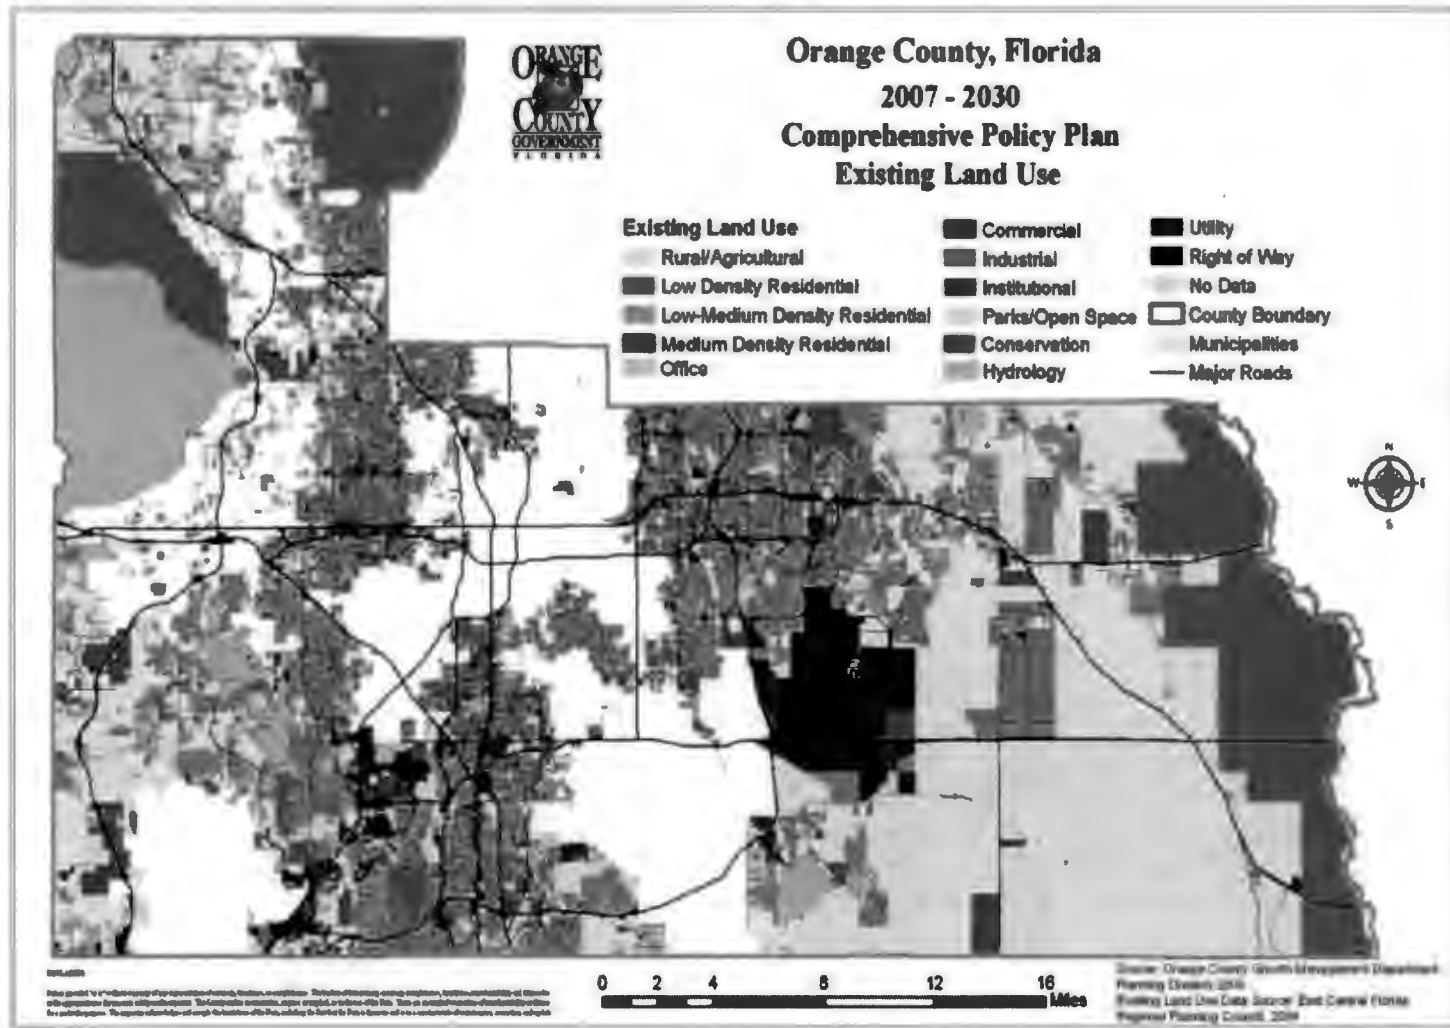 ORANGE
COUNTY
GOVERNMENT
FLORIDA
Orange County, Florida
2007 - 2030
Comprehensive Policy Plan
Existing Land Use
Existing Land Use
Rural/Agricultural
Low Density Residential
Low-Medium Density Residential
Medium Density Residential
Office
Commercial
Industrial
Institutional
Parks/Open Space
Conservation
Hydrology
Utility
Right of Way
No Data
County Boundary
Municipalities
Major Roads
N
W E
S
0 2 4 8 12 16
Miles
Source: Orange County Growth Management Department
Planning Division
Existing Land Use Data Source: East Central Florida
Regional Planning Council,